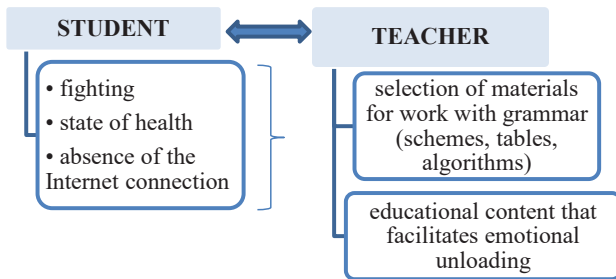 STUDENT
• fighting
• state of health
• absence of the
Internet connection
TEACHER
selection of materials
for work with grammar
(schemes, tables,
algorithms)
educational content that
facilitates emotional
unloading